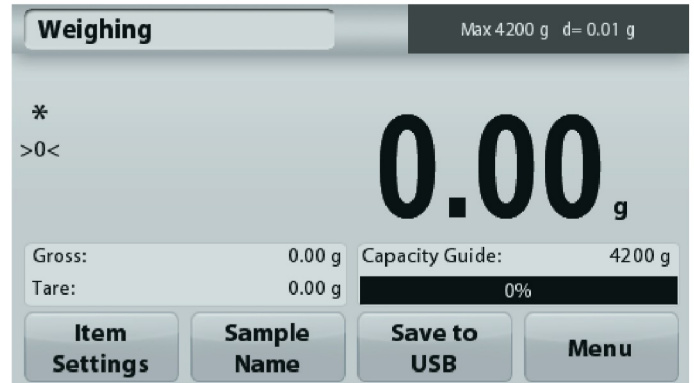 Weighing
Max 4200 g d= 0.01 g
*
>0<
0.00 g
Gross: 0.00 g
Tare: 0.00 g
Capacity Guide: 4200 g
0%
Item Settings
Sample Name
Save to USB
Menu